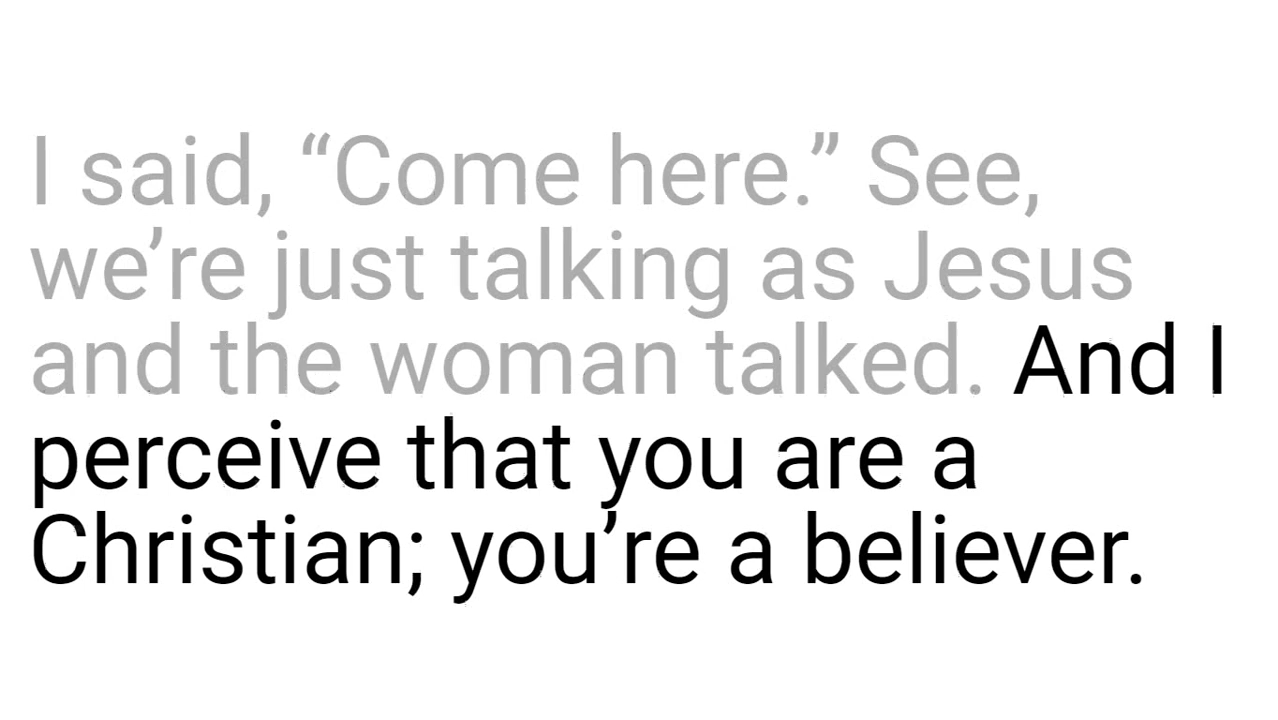 I said, “Come here.” See,
we’re just talking as Jesus
and the woman talked. And I
perceive that you are a
Christian; you’re a believer.